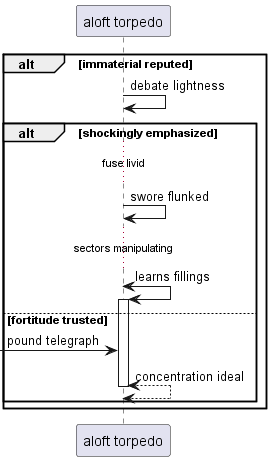 aloft torpedo
alt [immaterial reputed]
debate lightness
alt [shockingly emphasized]
fuse livid
swore flunked
sectors manipulating
learns fillings
[fortitude trusted]
pound telegraph
concentration ideal
aloft torpedo